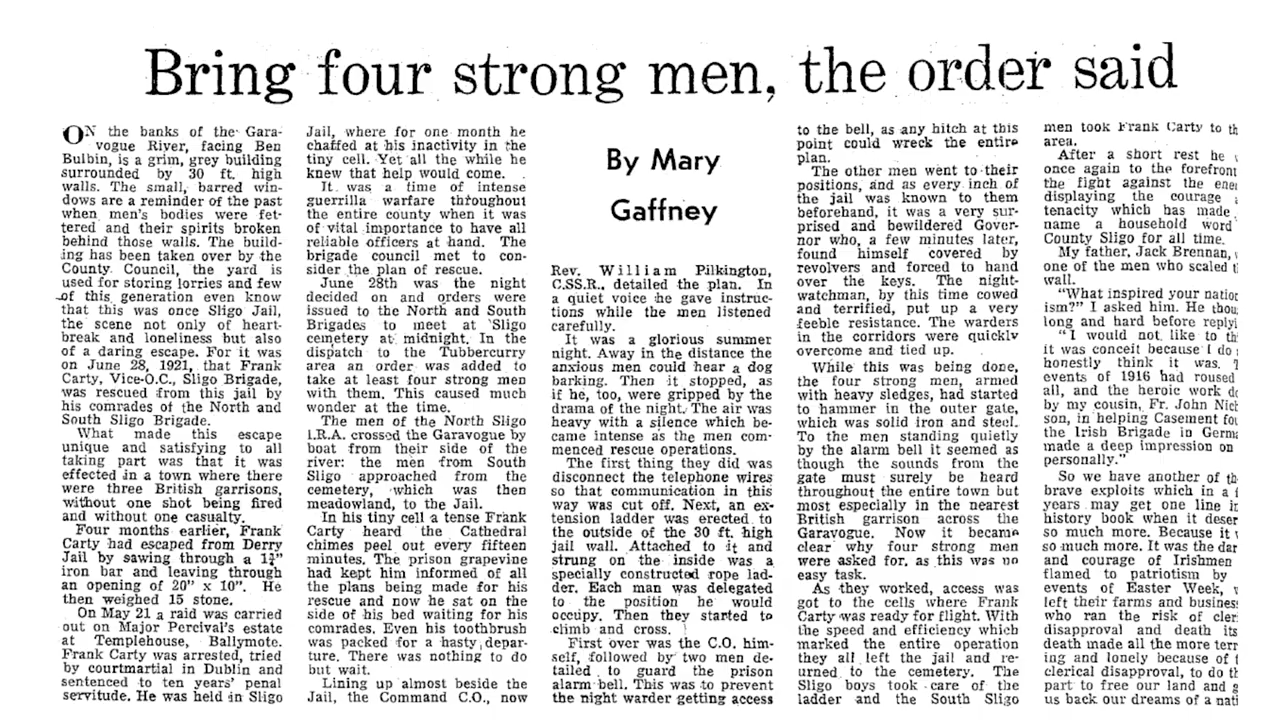 Bring four strong men, the order said
ON the banks of the Gara-
vogue River, facing Ben
Bulbin, is a grim, grey building
surrounded by 30 ft. high
walls. The small, barred win-
dows are a reminder of the past
when men's bodies were fet-
tered and their spirits broken
behind those walls. The build-
ing has been taken over by the
County Council, the yard is
used for storing lorries and few
of this generation even know
that this was once Sligo Jail,
the scene not only of heart-
break and loneliness but also
of a daring escape. For it was
on June 28, 1921, that Frank
Carty, Vice-O.C., Sligo Brigade,
was rescued from this jail by
his comrades of the North and
South Sligo Brigade.
What made this escape
unique and satisfying to all
taking part was that it was
effected in a town where there
were three British garrisons,
without one shot being fired
and without one casualty.
Four months earlier, Frank
Carty had escaped from Derry
Jail by sawing through a 1¾"
iron bar and leaving through
an opening of 20" x 10". He
then weighed 15 stone.
On May 21 a raid was carried
out on Major Percival's estate
at Templehouse, Ballymote.
Frank Carty was arrested, tried
by courtmartial in Dublin and
sentenced to ten years' penal
servitude. He was held in Sligo
Jail, where for one month he
chaffed at his inactivity in the
tiny cell. Yet all the while he
knew that help would come.
It was a time of intense
guerrilla warfare throughout
the entire county when it was
of vital importance to have all
reliable officers at hand. The
brigade council met to con-
sider the plan of rescue.
June 28th was the night
decided on and orders were
issued to the North and South
Brigades to meet at Sligo
cemetery at midnight. In the
dispatch to the Tubbercurry
area an order was added to
take at least four strong men
with them. This caused much
wonder at the time.
The men of the North Sligo
I.R.A. crossed the Garavogue by
boat from their side of the
river: the men from South
Sligo approached from the
cemetery, which was then
meadowland, to the Jail.
In his tiny cell a tense Frank
Carty heard the Cathedral
chimes peel out every fifteen
minutes. The prison grapevine
had kept him informed of all
the plans being made for his
rescue and now he sat on the
side of his bed waiting for his
comrades. Even his toothbrush
was packed for a hasty depar-
ture. There was nothing to do
but wait.
Lining up almost beside the
Jail, the Command C.O., now
By Mary
Gaffney
Rev. William Pilkington,
C.SS.R., detailed the plan. In
a quiet voice he gave instruc-
tions while the men listened
carefully.
It was a glorious summer
night. Away in the distance the
anxious men could hear a dog
barking. Then it stopped, as
if he, too, were gripped by the
drama of the night. The air was
heavy with a silence which be-
came intense as the men com-
menced rescue operations.
The first thing they did was
disconnect the telephone wires
so that communication in this
way was cut off. Next, an ex-
tension ladder was erected to
the outside of the 30 ft. high
jail wall. Attached to it and
strung on the inside was a
specially constructed rope lad-
der. Each man was delegated
to the position he would
occupy. Then they started to
climb and cross.
First over was the C.O. him-
self, followed by two men de-
tailed to guard the prison
alarm bell. This was to prevent
the night warder getting access
to the bell, as any hitch at this
point could wreck the entire
plan.
The other men went to their
positions, and as every inch of
the jail was known to them
beforehand, it was a very sur-
prised and bewildered Gover-
nor who, a few minutes later,
found himself covered by
revolvers and forced to hand
over the keys. The night-
watchman, by this time cowed
and terrified, put up a very
feeble resistance. The warders
in the corridors were quickly
overcome and tied up.
While this was being done,
the four strong men, armed
with heavy sledges, had started
to hammer in the outer gate,
which was solid iron and steel.
To the men standing quietly
by the alarm bell it seemed as
though the sounds from the
gate must surely be heard
throughout the entire town but
most especially in the nearest
British garrison across the
Garavogue. Now it became
clear why four strong men
were asked for, as this was no
easy task.
As they worked, access was
got to the cells where Frank
Carty was ready for flight. With
the speed and efficiency which
marked the entire operation
they all left the jail and re-
urned to the cemetery. The
Sligo boys took care of the
ladder and the South Sligo
men took Frank Carty to
area.
After a short rest he
once again to the forefront
the fight against the
displaying the courage
tenacity which has made
name a household word
County Sligo for all time.
My father, Jack Brennan,
one of the men who scaled
wall.
"What inspired your
ism?" I asked him. He
long and hard before
"I would not like to
it was conceit because I do
honestly think it was.
events of 1916 had roused
all, and the heroic work
by my cousin, Fr. John
son, in helping Casement
the Irish Brigade in
made a deep impression on
personally."
So we have another of
brave exploits which in a
years may get one line
history book when it
so much more. Because it
so much more. It was the
and courage of Irishmen
flamed to patriotism by
events of Easter Week,
left their farms and
who ran the risk of
disapproval and death
death made all the more
ing and lonely because of
clerical disapproval, to do
part to free our land and
us back our dreams of a